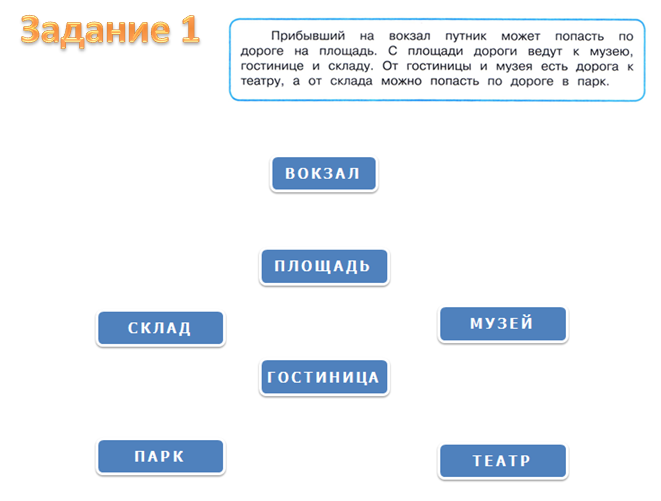 Задание 1
Прибывший на вокзал путник может попасть по
дороге на площадь. С площади дороги ведут к музею,
гостинице и складу. От гостиницы и музея есть дорога к
театру, а от склада можно попасть по дороге в парк.
ВОКЗАЛ
ПЛОЩАДЬ
СКЛАД
МУЗЕЙ
ГОСТИНИЦА
ПАРК
ТЕАТР